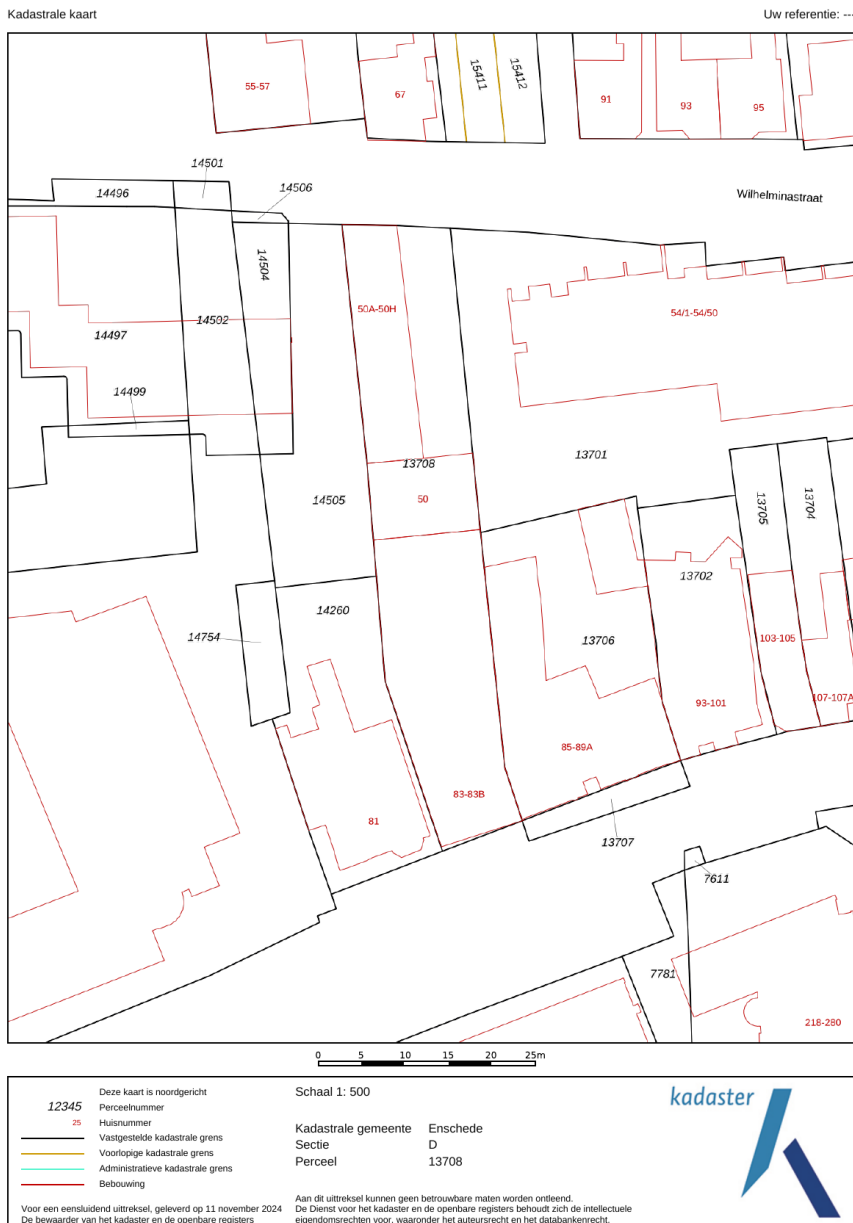 Kadastrale kaart
Uw referentie: ---
55-57
67
15411
15412
91
93
95
14501
14496
14506
Wilhelminastraat
14504
50A-50H
54/1-54/50
14502
14497
14499
13708
13701
14505
50
13705
13704
13702
14260
14754
13706
103-105
93-101
107-107A
85-89A
83-83B
81
13707
7611
7781
218-280
0 5 10 15 20 25m
Deze kaart is noordgericht
12345 Perceelnummer
25 Huisnummer
Vastgestelde kadastrale grens
Voorlopige kadastrale grens
Administratieve kadastrale grens
Bebouwing
Voor een eensluidend uittreksel, geleverd op 11 november 2024
De bewaarder van het kadaster en de openbare registers
Schaal 1: 500
Kadastrale gemeente Enschede
Sectie D
Perceel 13708
Aan dit uittreksel kunnen geen betrouwbare maten worden ontleend.
De Dienst voor het kadaster en de openbare registers behoudt zich de intellectuele
eigendomsrechten voor, waaronder het auteursrecht en het databankenrecht.
kadaster